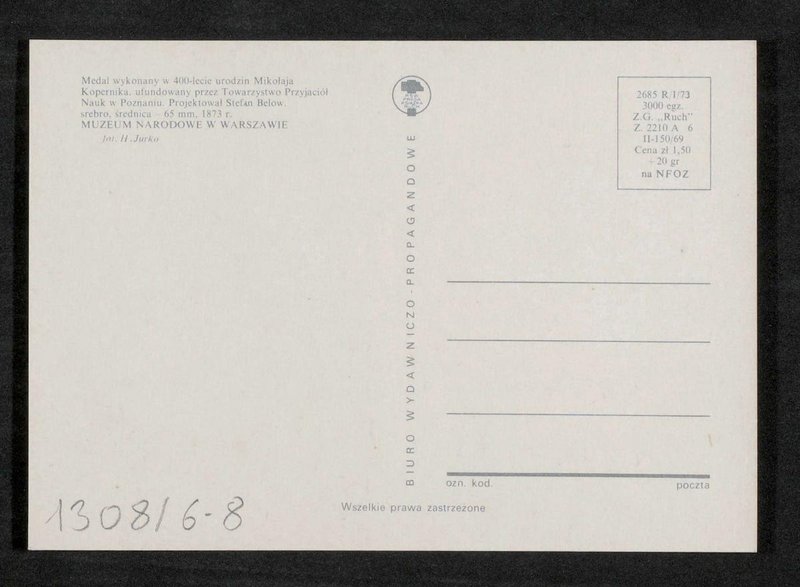 Medal wykonany w 400-lecie urodzin Mikołaja
Kopernika, ufundowany przez Towarzystwo Przyjaciół
Nauk w Poznaniu. Projektował Stefan Below.
srebro, średnica - 65 mm, 1873 r.
MUZEUM NARODOWE W WARSZAWIE
fot. H. Jurko
BIURO WYDAWNICZO-PROPAGANDOWE
2685 R/I/73
3000 egz.
Z.G. „Ruch"
Z. 2210 A 6
II-150/69
Cena zł 1,50
+ 20 gr
na NFOZ
ozn. kod.
poczta
Wszelkie prawa zastrzeżone
1308/6-8